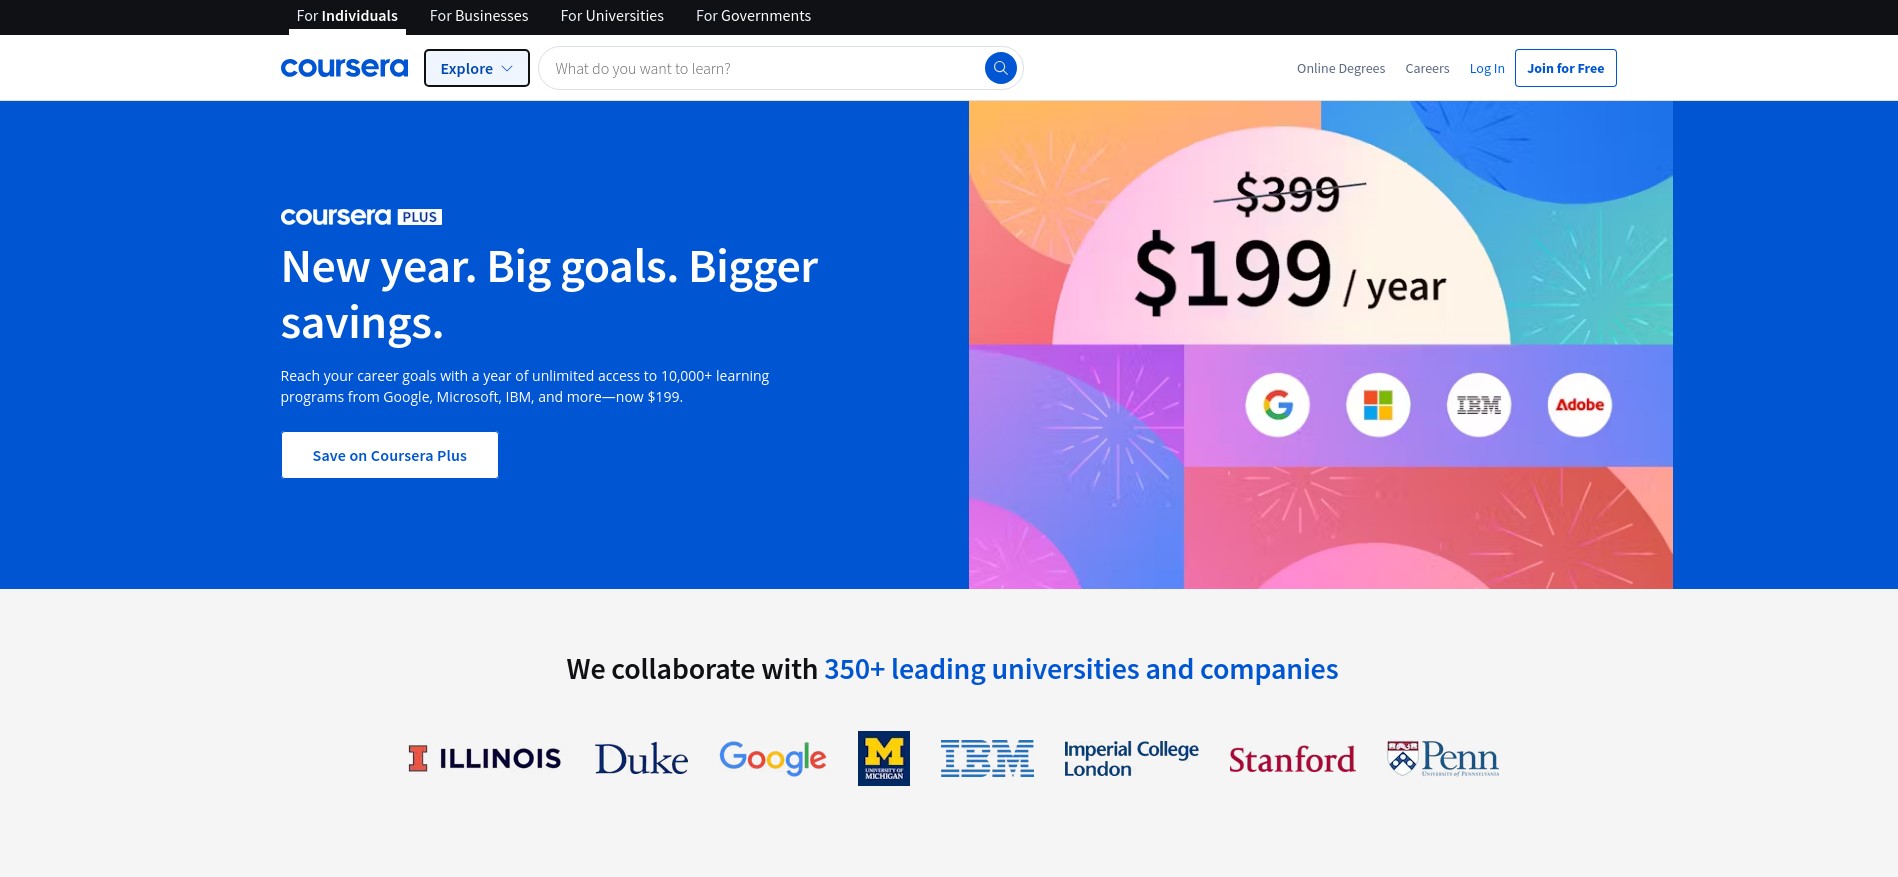 For Individuals
For Businesses
For Universities
For Governments
coursera
Explore
What do you want to learn?
Online Degrees
Careers
Log In
Join for Free
coursera PLUS
New year. Big goals. Bigger
savings.
Reach your career goals with a year of unlimited access to 10,000+ learning
programs from Google, Microsoft, IBM, and more—now $199.
Save on Coursera Plus
$399
$199 / year
G
IBM
Adobe
We collaborate with 350+ leading universities and companies
I ILLINOIS
Duke
Google
M
UNIVERSITY OF
MICHIGAN
IBM
Imperial College
London
Stanford
Penn
UNIVERSITY of PENNSYLVANIA